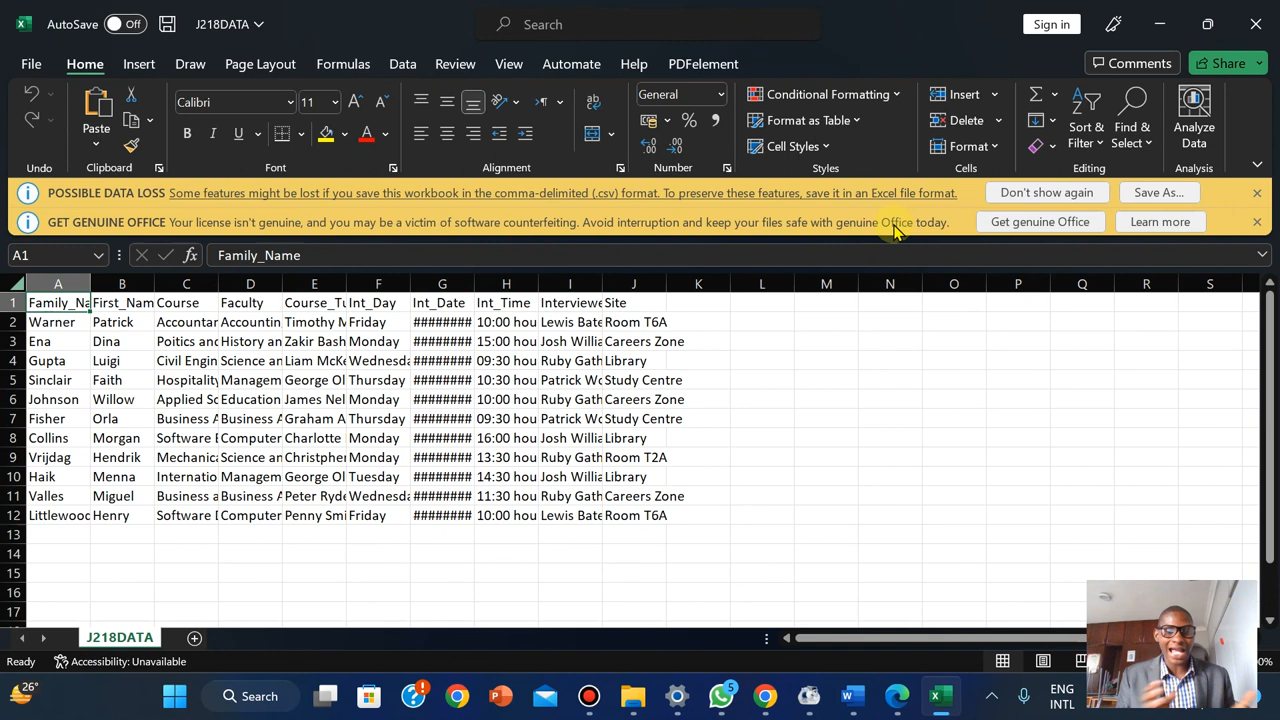 AutoSave Off J218DATA Search Sign in
File Home Insert Draw Page Layout Formulas Data Review View Automate Help PDFelement Comments Share
Calibri 11 General Conditional Formatting Insert
Paste Format as Table Delete Sort & Find & Analyze
Cell Styles Format Filter Select Data
Undo Clipboard Font Alignment Number Styles Cells Editing Analysis
POSSIBLE DATA LOSS Some features might be lost if you save this workbook in the comma-delimited (.csv) format. To preserve these features, save it in an Excel file format. Don't show again Save As...
GET GENUINE OFFICE Your license isn't genuine, and you may be a victim of software counterfeiting. Avoid interruption and keep your files safe with genuine Office today. Get genuine Office Learn more
A1 fx Family_Name
A B C D E F G H I J K L M N O P Q R S
1 Family_Na First_Nam Course Faculty Course_Tu Int_Day Int_Date Int_Time Interviewe Site
2 Warner Patrick Accountan Accountin Timothy M Friday ######## 10:00 hou Lewis Bate Room T6A
3 Ena Dina Poitics and History an Zakir Bash Monday ######## 15:00 hou Josh Willia Careers Zone
4 Gupta Luigi Civil Engin Science an Liam McKe Wednesda ######## 09:30 hou Ruby Gath Library
5 Sinclair Faith Hospitality Managem George Ol Thursday ######## 10:30 hou Patrick Wo Study Centre
6 Johnson Willow Applied So Education James Nel Monday ######## 10:00 hou Ruby Gath Careers Zone
7 Fisher Orla Business A Business A Graham A Thursday ######## 09:30 hou Patrick Wo Study Centre
8 Collins Morgan Software E Computer Charlotte Monday ######## 16:00 hou Josh Willia Library
9 Vrijdag Hendrik Mechanica Science an Christphe Monday ######## 13:30 hou Ruby Gath Room T2A
10 Haik Menna Internatio Managem George Ol Tuesday ######## 14:30 hou Josh Willia Library
11 Valles Miguel Business a Business A Peter Ryde Wednesda ######## 11:30 hou Ruby Gath Careers Zone
12 Littlewood Henry Software D Computer Penny Smi Friday ######## 10:00 hou Lewis Bate Room T6A
13
14
15
16
17
J218DATA
Ready Accessibility: Unavailable
26° Search 5 ENG
INTL